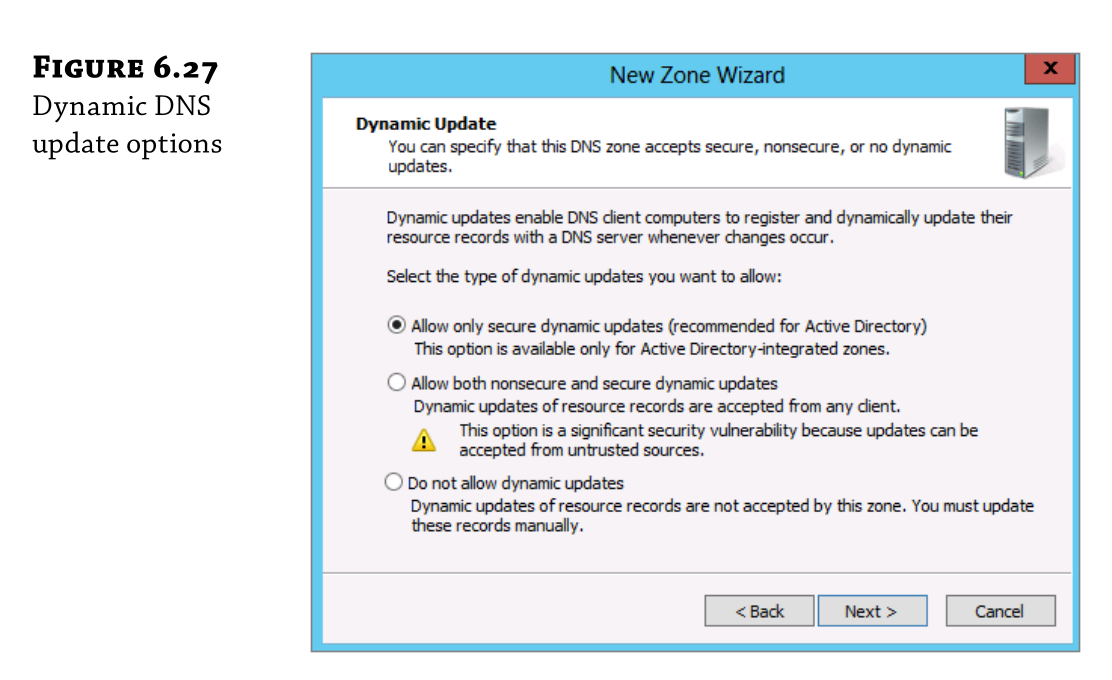 FIGURE 6.27
Dynamic DNS
update options
New Zone Wizard
x
Dynamic Update
You can specify that this DNS zone accepts secure, nonsecure, or no dynamic
updates.
Dynamic updates enable DNS client computers to register and dynamically update their
resource records with a DNS server whenever changes occur.
Select the type of dynamic updates you want to allow:
Allow only secure dynamic updates (recommended for Active Directory)
This option is available only for Active Directory-integrated zones.
Allow both nonsecure and secure dynamic updates
Dynamic updates of resource records are accepted from any client.
This option is a significant security vulnerability because updates can be
accepted from untrusted sources.
Do not allow dynamic updates
Dynamic updates of resource records are not accepted by this zone. You must update
these records manually.
< Back Next > Cancel